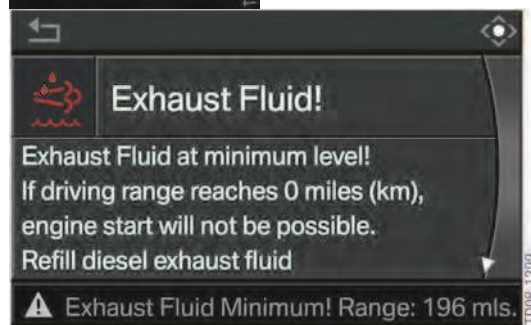 Exhaust Fluid!
Exhaust Fluid at minimum level!
If driving range reaches 0 miles (km),
engine start will not be possible.
Refill diesel exhaust fluid
Exhaust Fluid Minimum! Range: 196 mls.